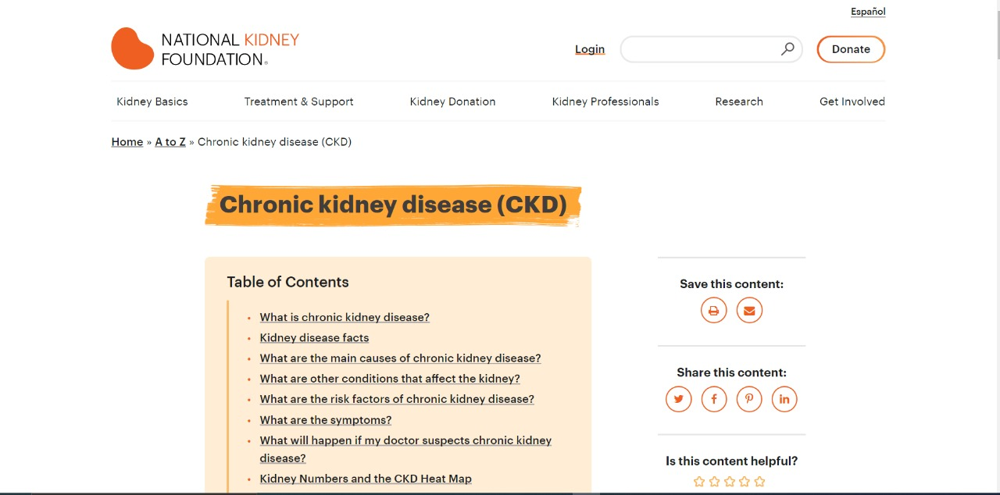 Español
NATIONAL KIDNEY
FOUNDATION®
Login
Donate
Kidney Basics
Treatment & Support
Kidney Donation
Kidney Professionals
Research
Get Involved
Home » A to Z » Chronic kidney disease (CKD)
Chronic kidney disease (CKD)
Table of Contents
• What is chronic kidney disease?
• Kidney disease facts
• What are the main causes of chronic kidney disease?
• What are other conditions that affect the kidney?
• What are the risk factors of chronic kidney disease?
• What are the symptoms?
• What will happen if my doctor suspects chronic kidney
disease?
• Kidney Numbers and the CKD Heat Map
Save this content:
Share this content:
Is this content helpful?